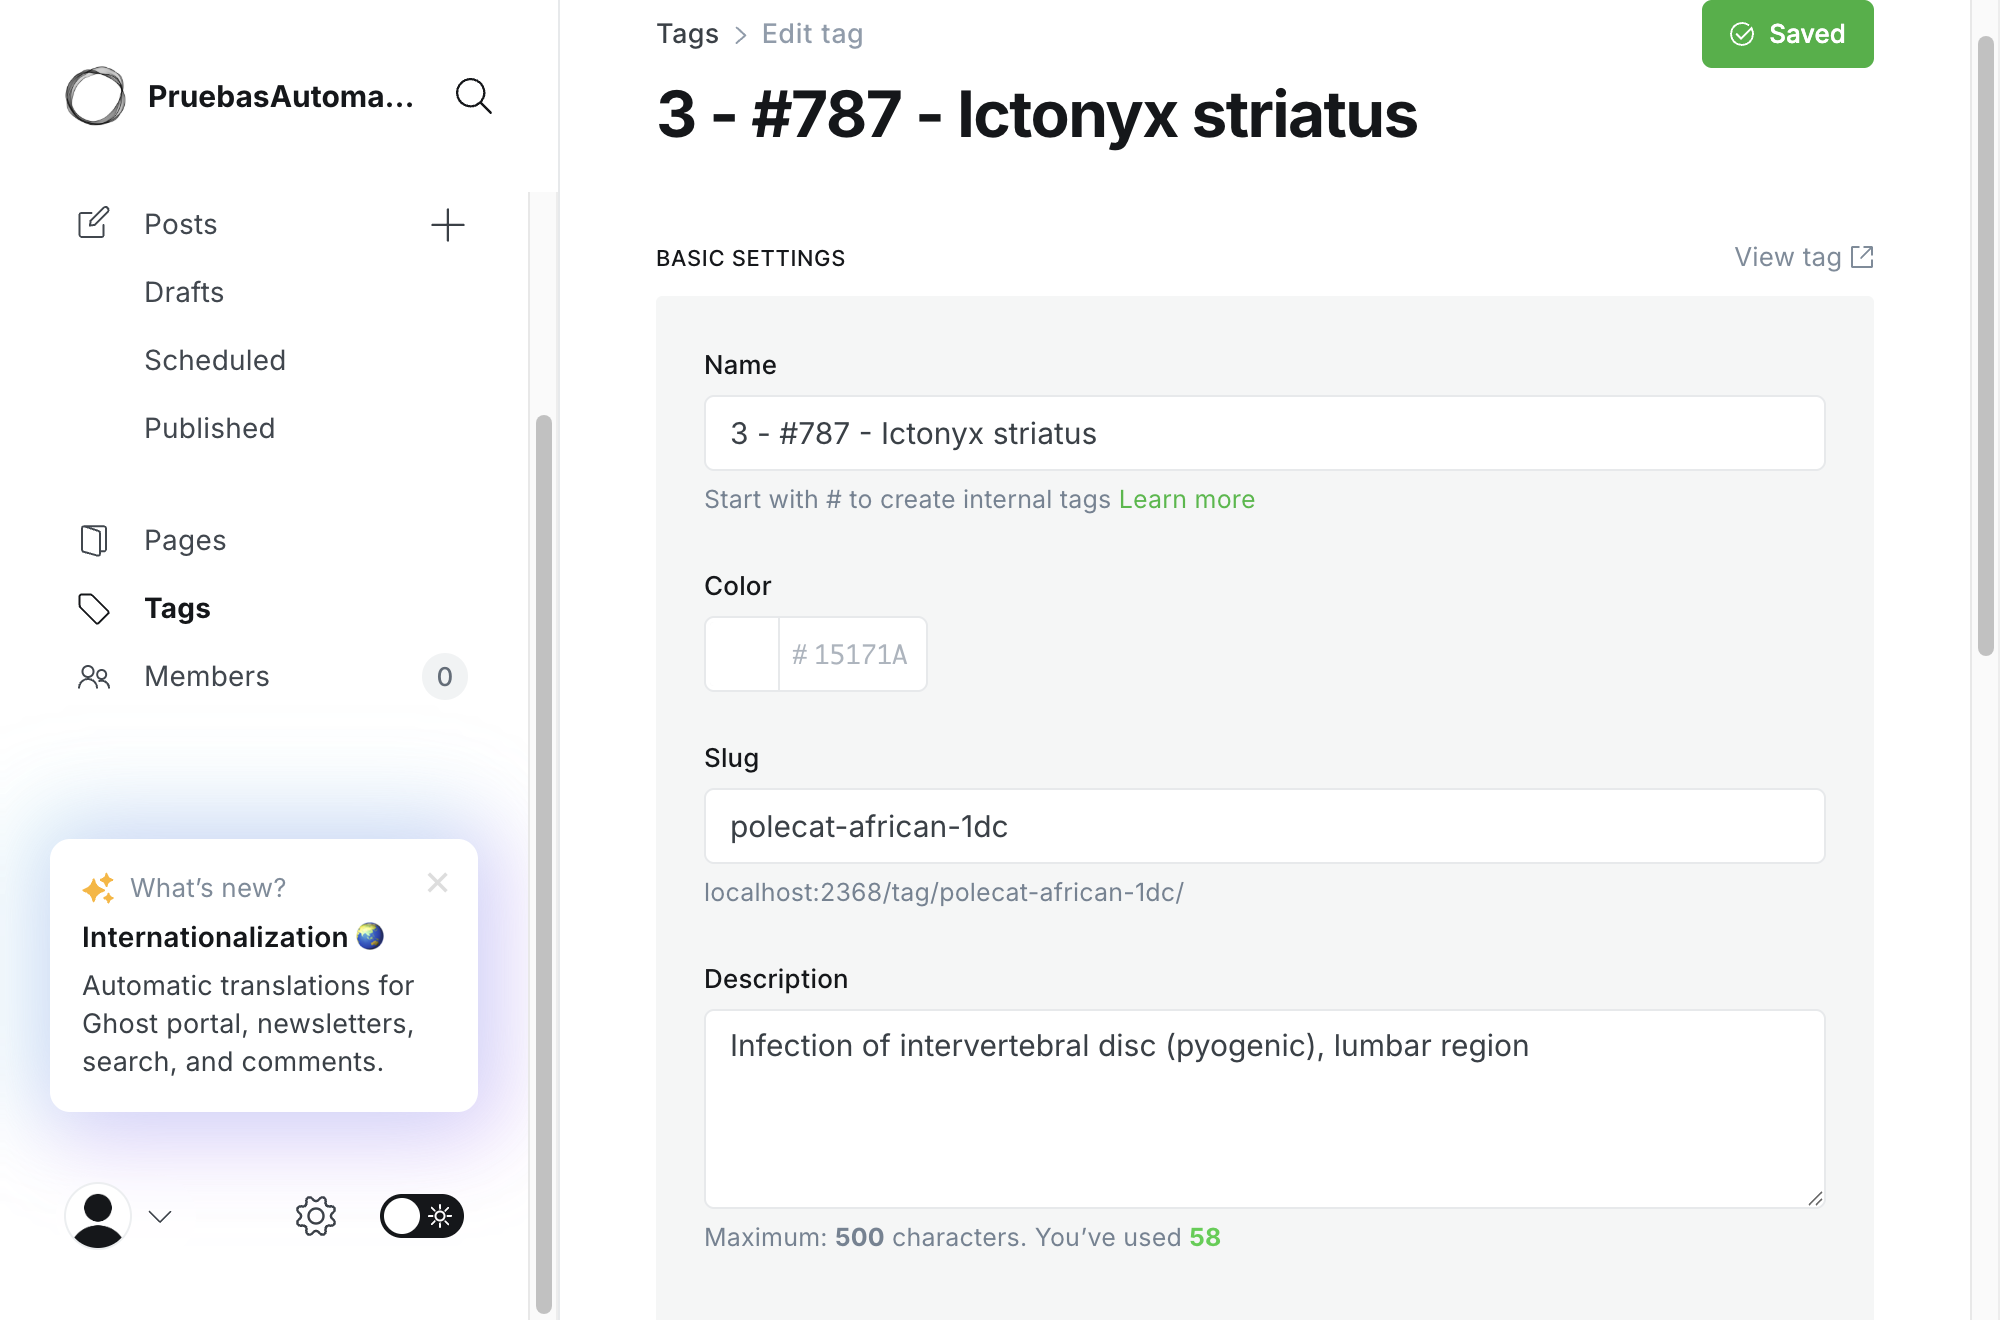 PruebasAutoma...
Posts
Drafts
Scheduled
Published
Pages
Tags
Members
0
What’s new?
Internationalization
Automatic translations for
Ghost portal, newsletters,
search, and comments.
Tags > Edit tag
Saved
3 - #787 - Ictonyx striatus
BASIC SETTINGS
View tag
Name
3 - #787 - Ictonyx striatus
Start with # to create internal tags Learn more
Color
# 15171A
Slug
polecat-african-1dc
localhost:2368/tag/polecat-african-1dc/
Description
Infection of intervertebral disc (pyogenic), lumbar region
Maximum: 500 characters. You’ve used 58